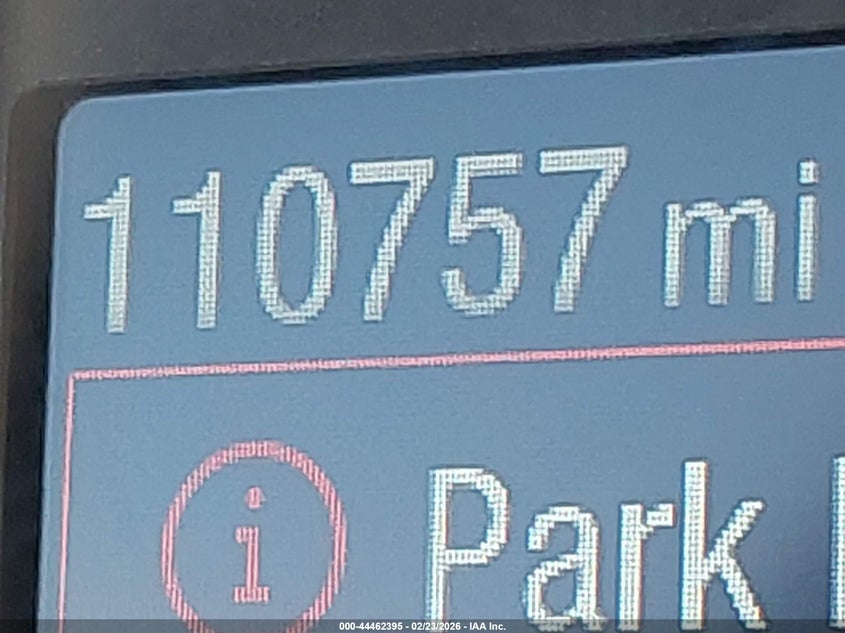 110757 mi
i
Park
000-44462395 - 02/23/2026 - IAA Inc.